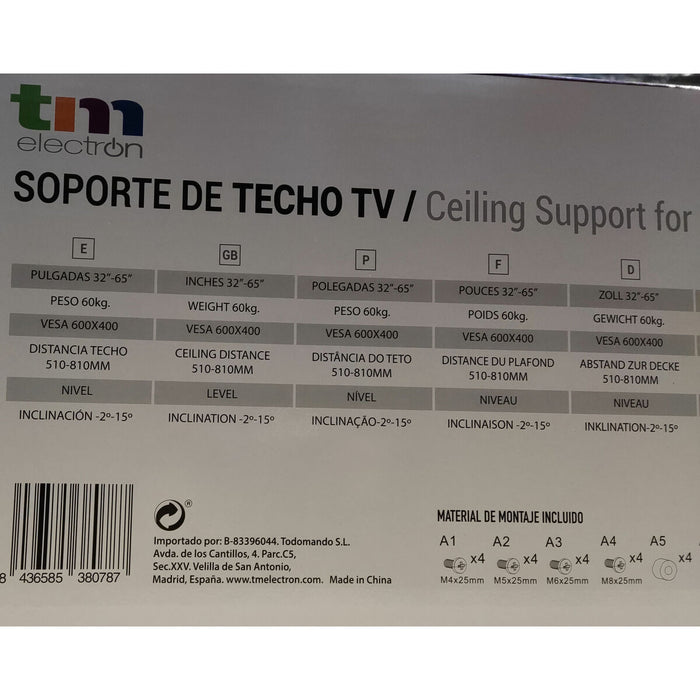 tm
electron
SOPORTE DE TECHO TV / Ceiling Support for
E
PULGADAS 32"-65"
PESO 60kg.
VESA 600X400
DISTANCIA TECHO
510-810MM
NIVEL
INCLINACIÓN -2º-15º
GB
INCHES 32"-65"
WEIGHT 60kg.
VESA 600X400
CEILING DISTANCE
510-810MM
LEVEL
INCLINATION -2º-15º
P
POLEGADAS 32"-65"
PESO 60kg.
VESA 600X400
DISTÂNCIA DO TETO
510-810MM
NÍVEL
INCLINAÇÃO-2º-15º
F
POUCES 32"-65"
POIDS 60kg.
VESA 600X400
DISTANCE DU PLAFOND
510-810MM
NIVEAU
INCLINAISON -2º-15º
D
ZOLL 32"-65"
GEWICHT 60kg.
VESA 600X400
ABSTAND ZUR DECKE
510-810MM
NIVEAU
INKLINATION-2º-15º
8 436585 380787
®
Importado por: B-83396044. Todomando S.L.
Avda. de los Cantillos, 4. Parc.C5,
Sec.XXV. Velilla de San Antonio,
Madrid, España. www.tmelectron.com. Made in China
MATERIAL DE MONTAJE INCLUIDO
A1 A2 A3 A4 A5
x4 x4 x4 x4 x4
M4x25mm M5x25mm M6x25mm M8x25mm